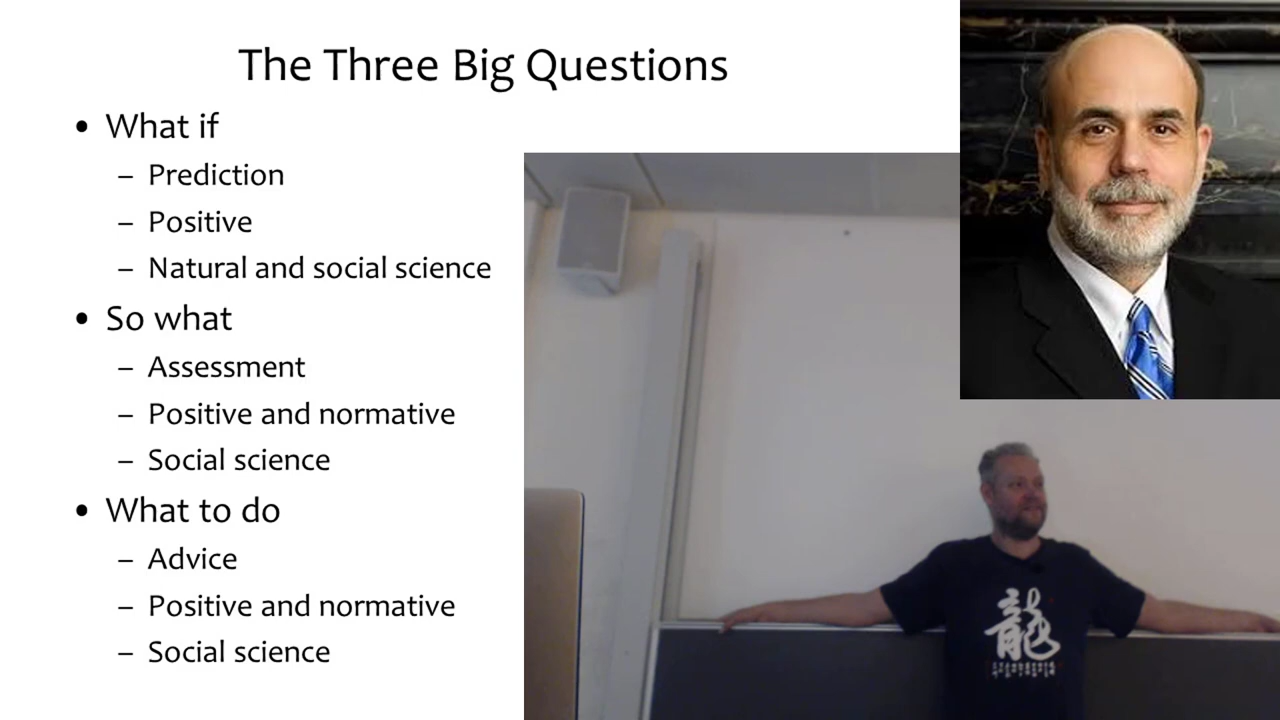 The Three Big Questions
• What if
– Prediction
– Positive
– Natural and social science
• So what
– Assessment
– Positive and normative
– Social science
• What to do
– Advice
– Positive and normative
– Social science
龍